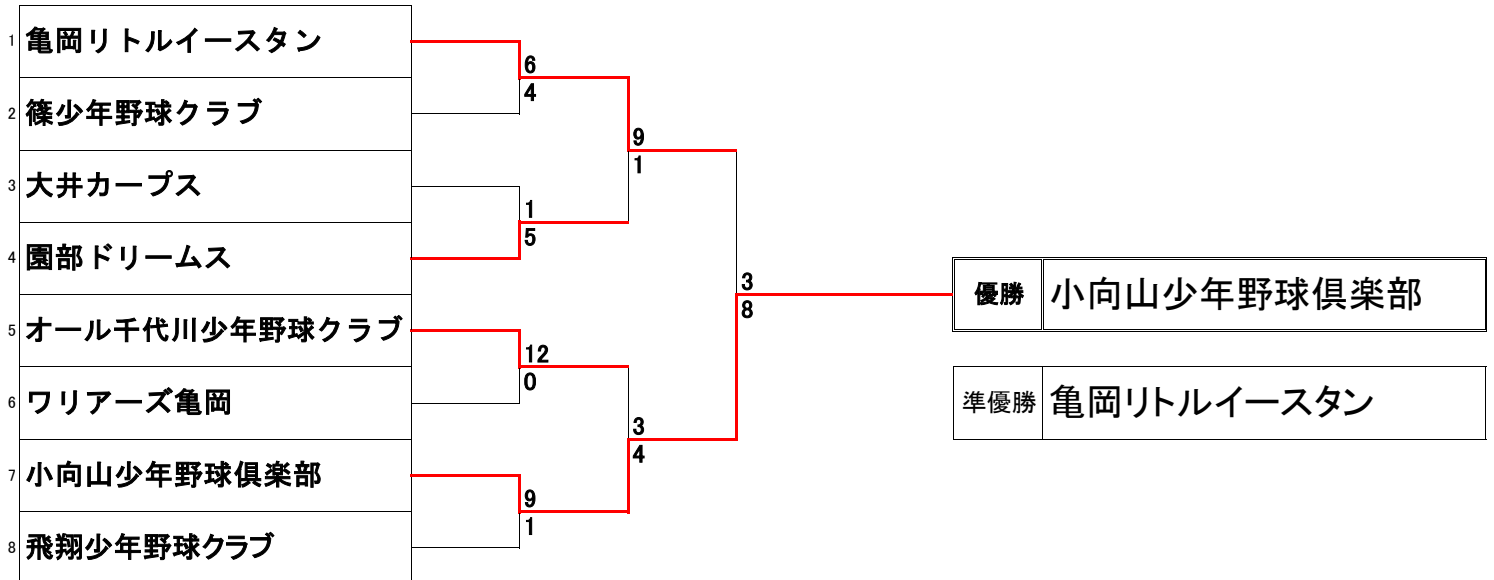 1 亀岡リトルイースタン
6
4
2 篠少年野球クラブ
9
1
3 大井カープス
1
5
4 園部ドリームス
3
8
優勝 小向山少年野球倶楽部
5 オール千代川少年野球クラブ
12
0
6 ワリアーズ亀岡
準優勝 亀岡リトルイースタン
3
4
7 小向山少年野球倶楽部
9
1
8 飛翔少年野球クラブ